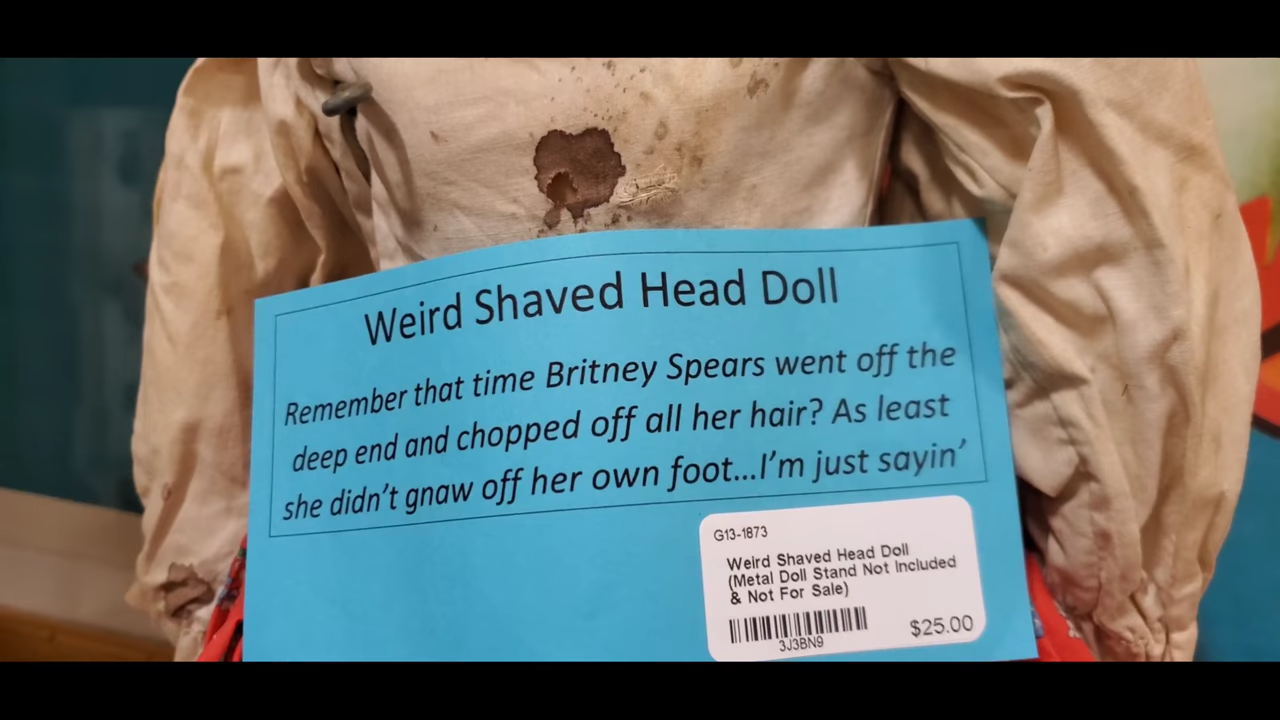 Weird Shaved Head Doll
Remember that time Britney Spears went off the
deep end and chopped off all her hair? As least
she didn't gnaw off her own foot...I'm just sayin'
G13-1873
Weird Shaved Head Doll
(Metal Doll Stand Not Included
& Not For Sale)
3J3BN9
$25.00